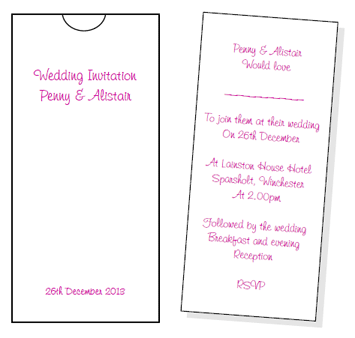 Wedding Invitation
Penny & Alistair
26th December 2013
Penny & Alistair
Would love
To join them at their wedding
On 26th December
At Lainston House Hotel
Sparsholt, Winchester
At 2.00pm
Followed by the wedding
Breakfast and evening
Reception
RSVP